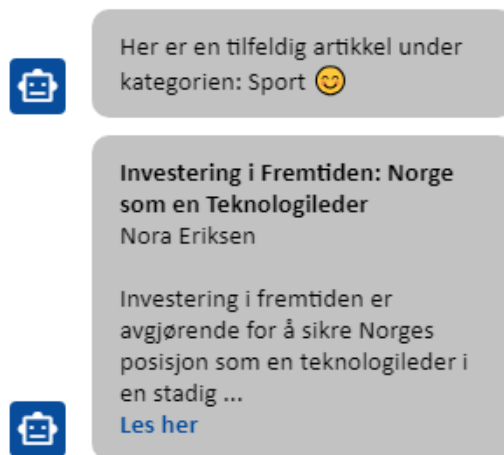 Her er en tilfeldig artikkel under
kategorien: Sport 😊
Investering i Fremtiden: Norge
som en Teknologileder
Nora Eriksen
Investering i fremtiden er
avgjørende for å sikre Norges
posisjon som en teknologileder i
en stadig ...
Les her